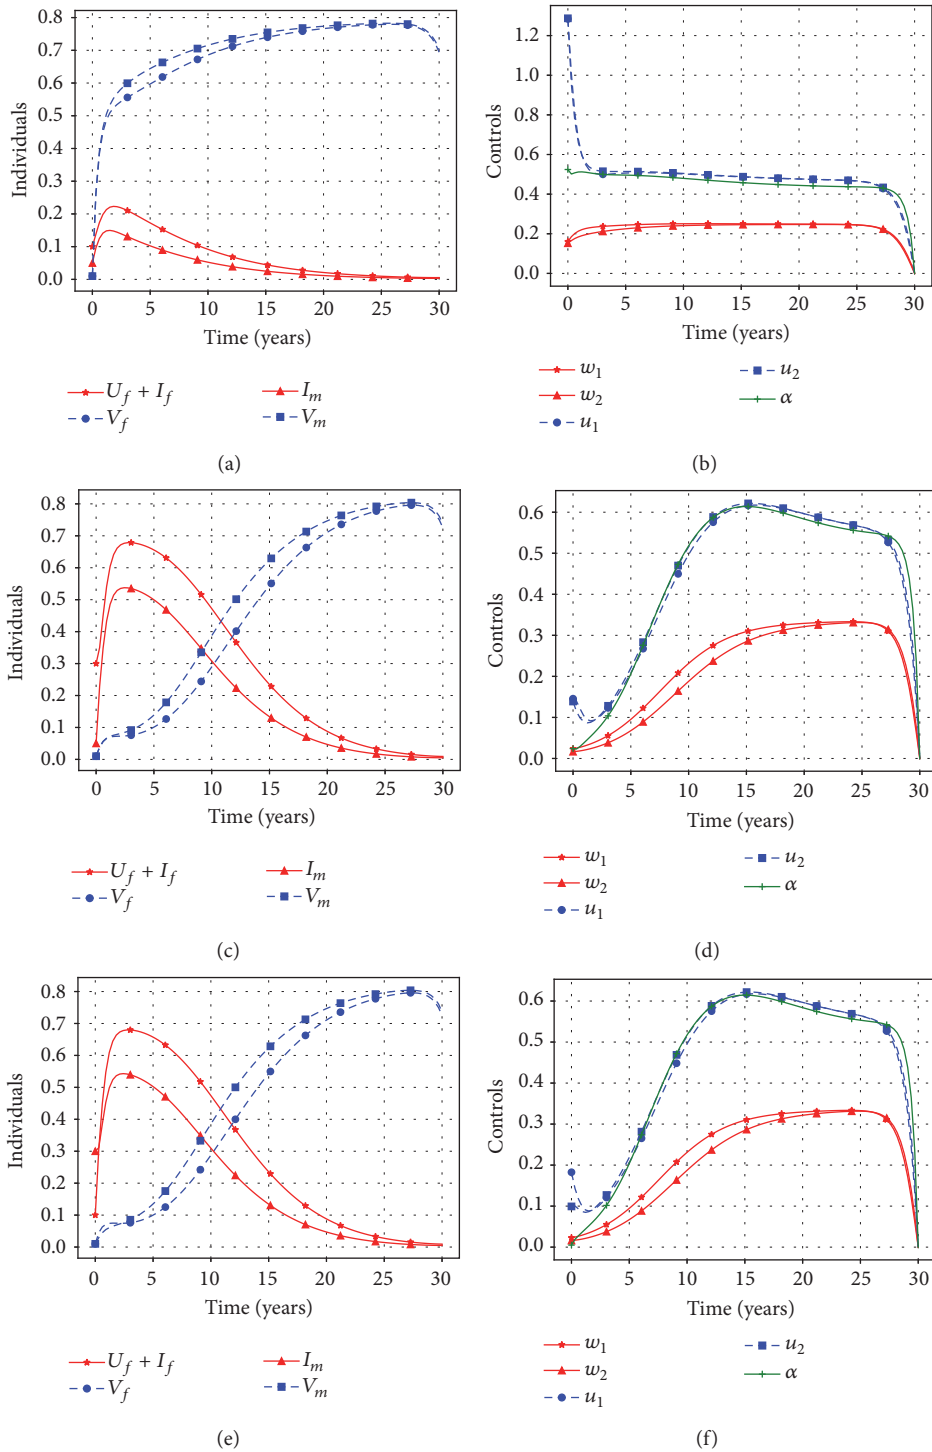 0.8
0.7
0.6
0.5
0.4
0.3
0.2
0.1
0.0
Individuals
0 5 10 15 20 25 30
Time (years)
U_f + I_f
I_m
V_f
V_m
(a)
1.2
1.0
0.8
0.6
0.4
0.2
0.0
Controls
0 5 10 15 20 25 30
Time (years)
w_1
u_2
w_2
α
u_1
(b)
0.8
0.7
0.6
0.5
0.4
0.3
0.2
0.1
0.0
Individuals
0 5 10 15 20 25 30
Time (years)
U_f + I_f
I_m
V_f
V_m
(c)
0.6
0.5
0.4
0.3
0.2
0.1
0.0
Controls
0 5 10 15 20 25 30
Time (years)
w_1
u_2
w_2
α
u_1
(d)
0.8
0.7
0.6
0.5
0.4
0.3
0.2
0.1
0.0
Individuals
0 5 10 15 20 25 30
Time (years)
U_f + I_f
I_m
V_f
V_m
(e)
0.6
0.5
0.4
0.3
0.2
0.1
0.0
Controls
0 5 10 15 20 25 30
Time (years)
w_1
u_2
w_2
α
u_1
(f)